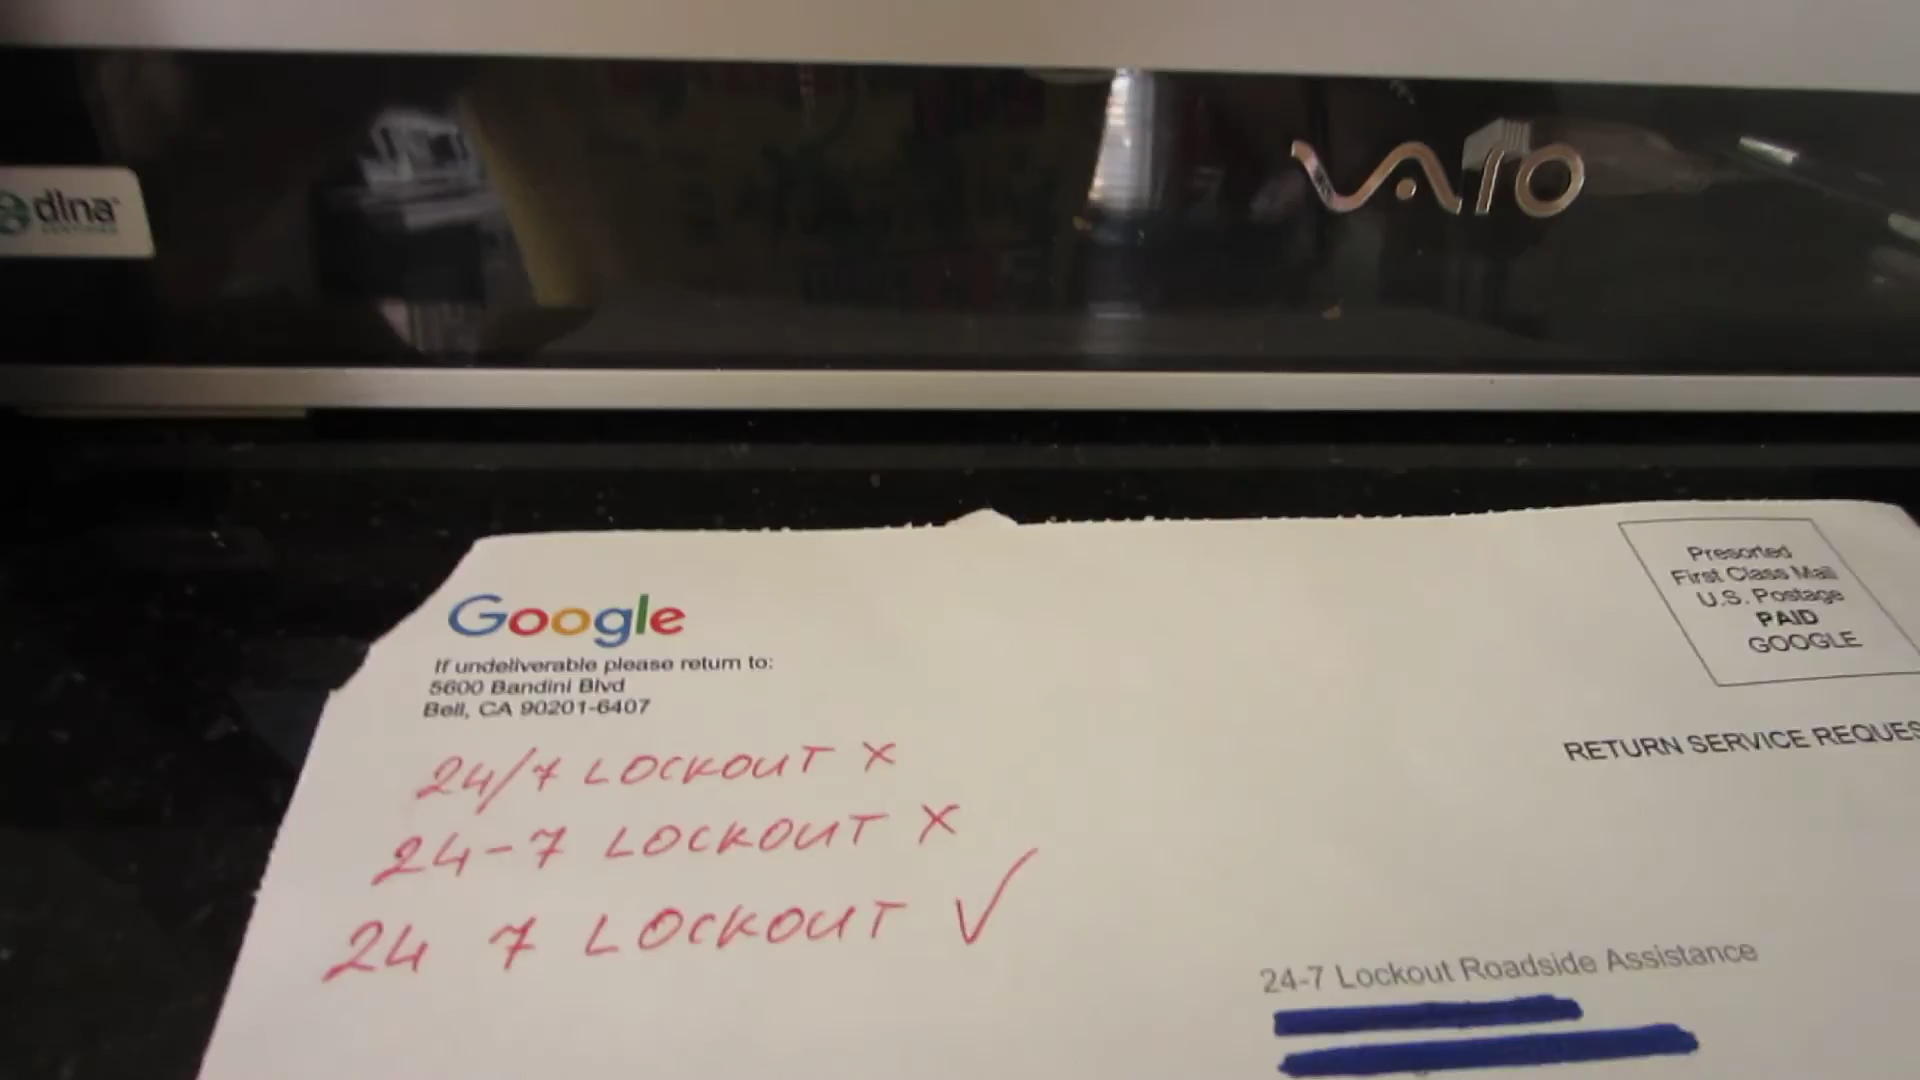 dlna
VAIO
Google
If undeliverable please return to:
5600 Bandini Blvd
Bell, CA 90201-6407
Presorted
First Class Mail
U.S. Postage
PAID
GOOGLE
RETURN SERVICE REQUES
24/7 LOCKOUT X
24-7 LOCKOUT X
24 7 LOCKOUT ✓
24-7 Lockout Roadside Assistance